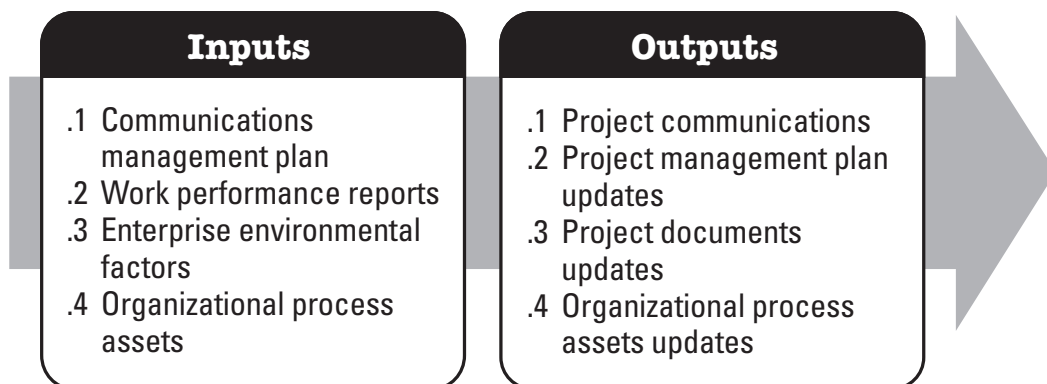 Inputs
.1 Communications
management plan
.2 Work performance reports
.3 Enterprise environmental
factors
.4 Organizational process
assets
Outputs
.1 Project communications
.2 Project management plan
updates
.3 Project documents
updates
.4 Organizational process
assets updates